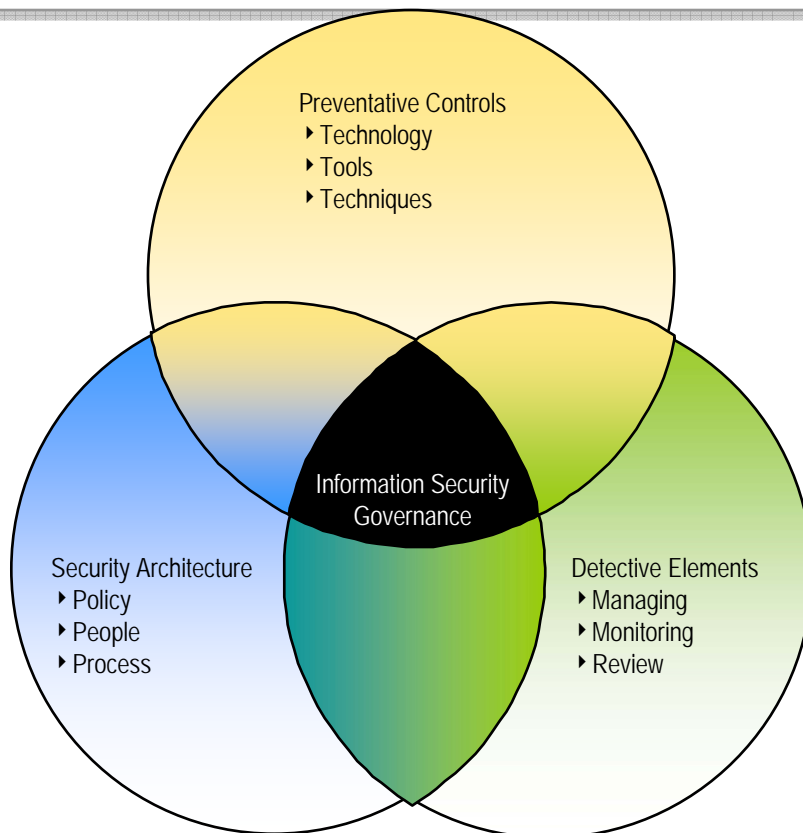 Preventative Controls
‣ Technology
‣ Tools
‣ Techniques
Information Security
Governance
Security Architecture
‣ Policy
‣ People
‣ Process
Detective Elements
‣ Managing
‣ Monitoring
‣ Review